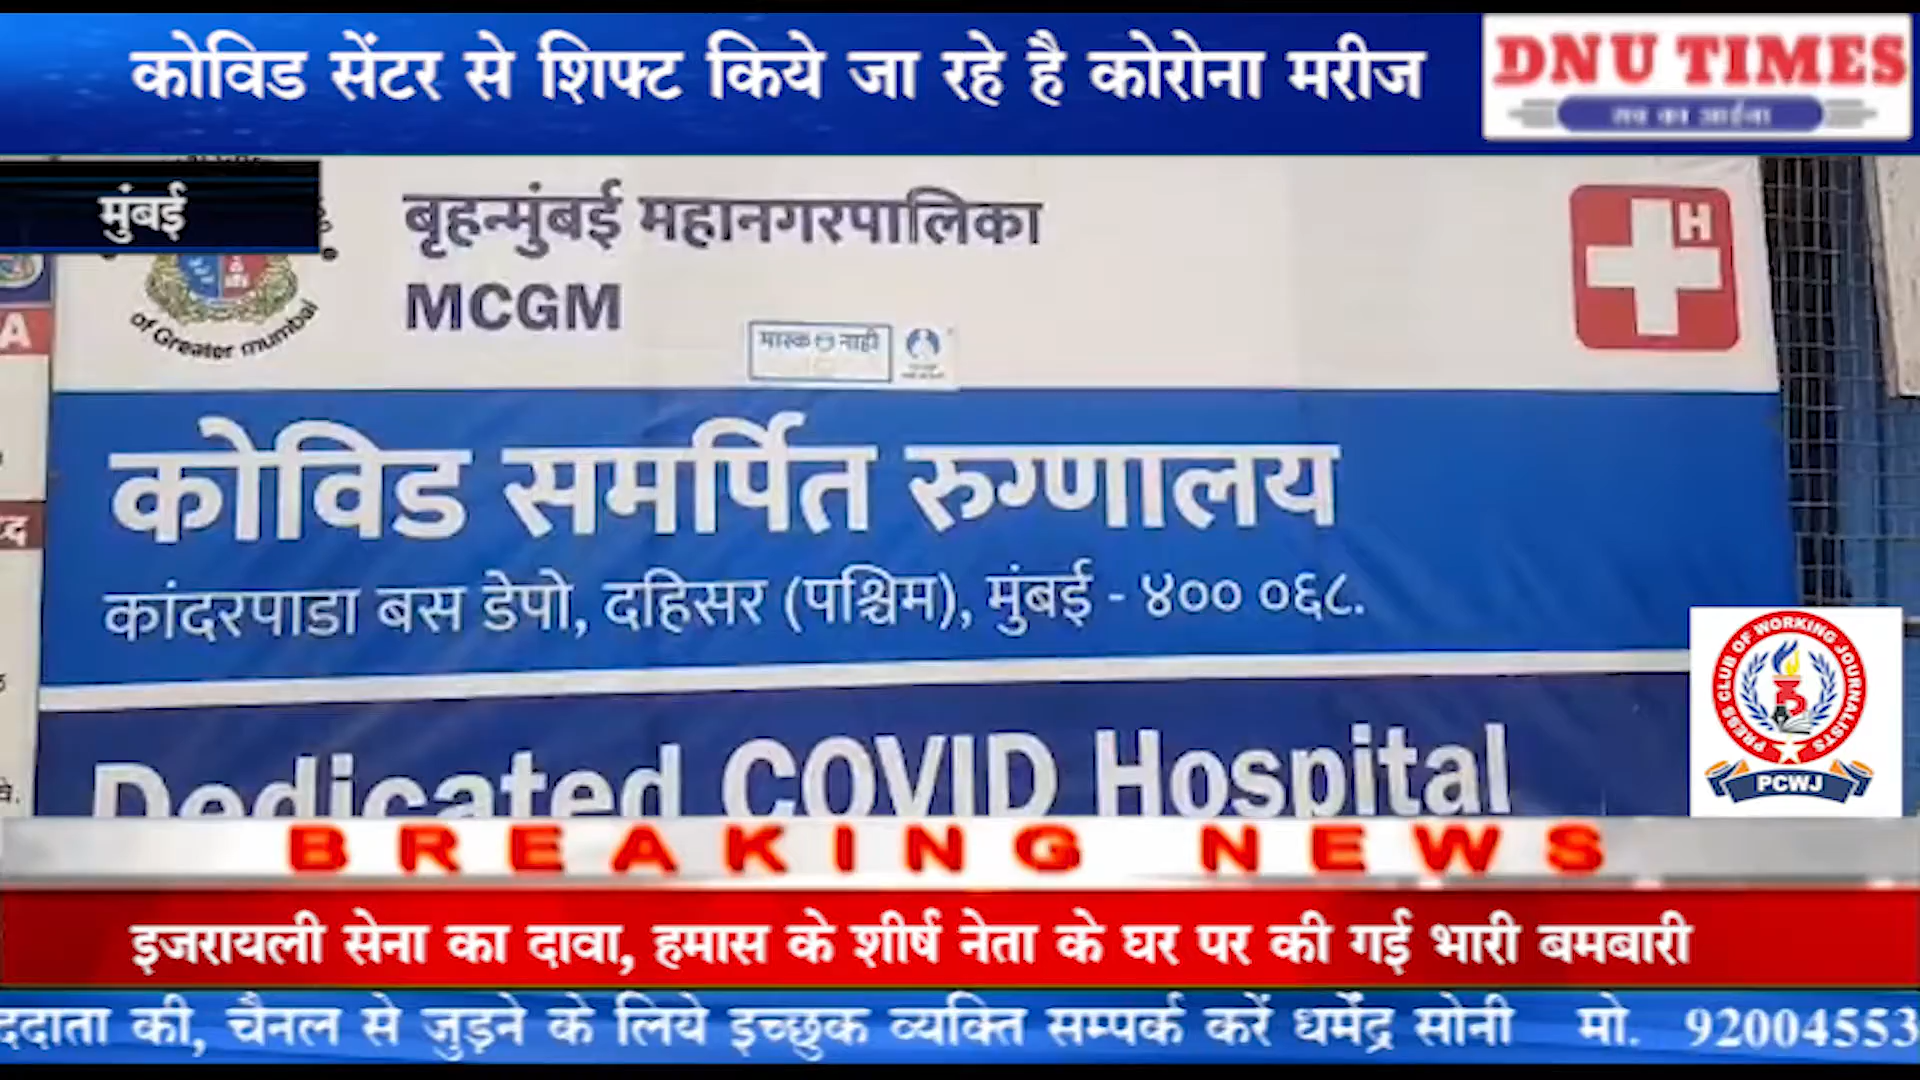 कोविड सेंटर से शिफ्ट किये जा रहे है कोरोना मरीज
DNU TIMES
सच का आईना
मुंबई
बृहन्मुंबई महानगरपालिका
MCGM
of Greater mumbai
H
मास्क नाही
कोविड समर्पित रुग्णालय
कांदरपाडा बस डेपो, दहिसर (पश्चिम), मुंबई - ४०० ०६८.
Dedicated COVID Hospital
PRESS CLUB OF WORKING JOURNALISTS
PCWJ
BREAKING NEWS
इजरायली सेना का दावा, हमास के शीर्ष नेता के घर पर की गई भारी बमबारी
ददाता की, चैनल से जुड़ने के लिये इच्छुक व्यक्ति सम्पर्क करें धर्मेंद्र सोनी मो. 92004553